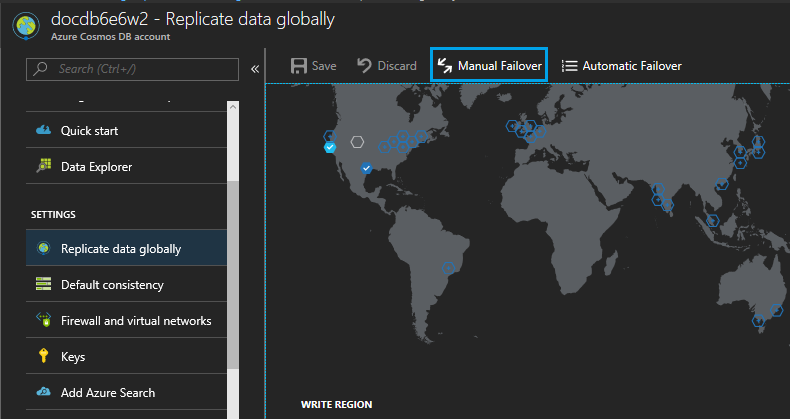 docdb6e6w2 - Replicate data globally
Azure Cosmos DB account
Search (Ctrl+/)
«
Save
Discard
Manual Failover
Automatic Failover
Quick start
Data Explorer
SETTINGS
Replicate data globally
Default consistency
Firewall and virtual networks
Keys
Add Azure Search
WRITE REGION